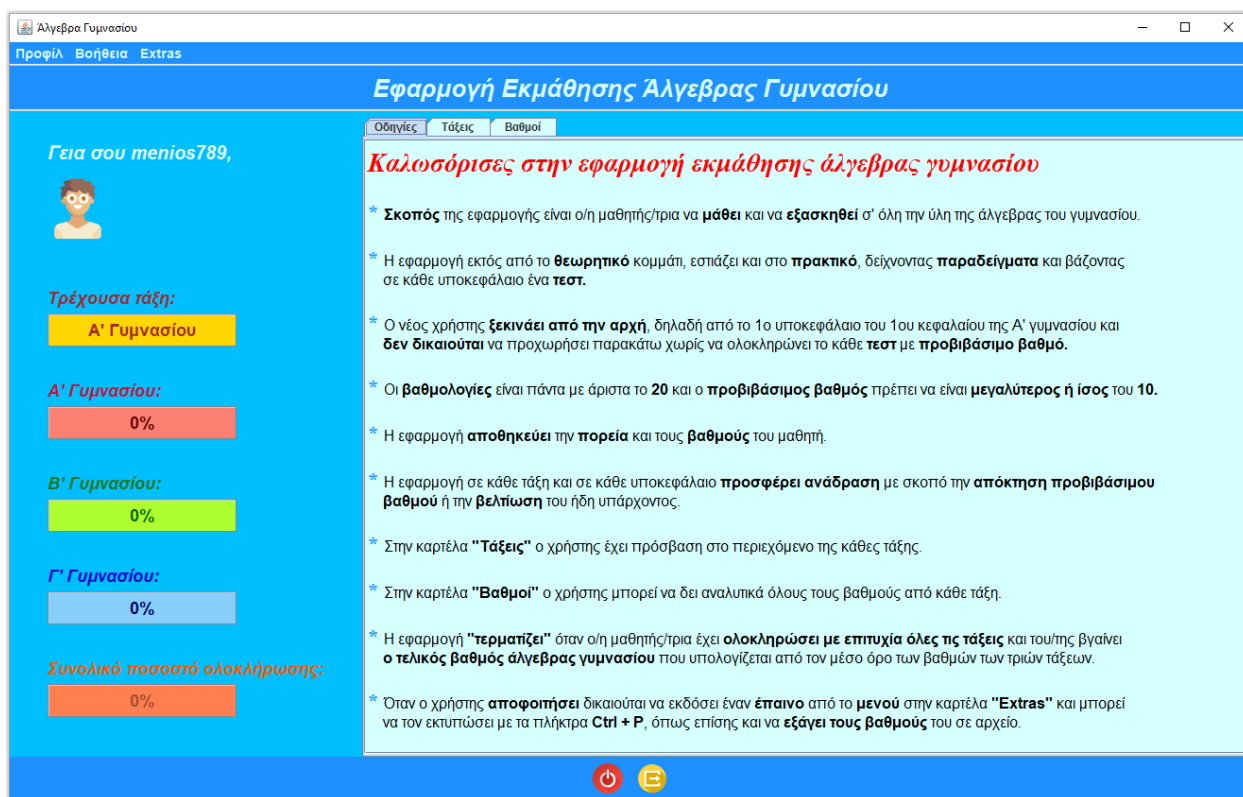 Άλγεβρα Γυμνασίου
Προφίλ Βοήθεια Extras
Εφαρμογή Εκμάθησης Άλγεβρας Γυμνασίου
Γεια σου menios789,
Τρέχουσα τάξη:
Α' Γυμνασίου
Α' Γυμνασίου:
0%
Β' Γυμνασίου:
0%
Γ' Γυμνασίου:
0%
Συνολικό ποσοστό ολοκλήρωσης:
0%
Οδηγίες Τάξεις Βαθμοί
Καλωσόρισες στην εφαρμογή εκμάθησης άλγεβρας γυμνασίου
* Σκοπός της εφαρμογής είναι ο/η μαθητής/τρια να μάθει και να εξασκηθεί σ' όλη την ύλη της άλγεβρας του γυμνασίου.
* Η εφαρμογή εκτός από το θεωρητικό κομμάτι, εστιάζει και στο πρακτικό, δείχνοντας παραδείγματα και βάζοντας
σε κάθε υποκεφάλαιο ένα τεστ.
* Ο νέος χρήστης ξεκινάει από την αρχή, δηλαδή από το 1ο υποκεφάλαιο του 1ου κεφαλαίου της Α' γυμνασίου και
δεν δικαιούται να προχωρήσει παρακάτω χωρίς να ολοκληρώνει το κάθε τεστ με προβιβάσιμο βαθμό.
* Οι βαθμολογίες είναι πάντα με άριστα το 20 και ο προβιβάσιμος βαθμός πρέπει να είναι μεγαλύτερος ή ίσος του 10.
* Η εφαρμογή αποθηκεύει την πορεία και τους βαθμούς του μαθητή.
* Η εφαρμογή σε κάθε τάξη και σε κάθε υποκεφάλαιο προσφέρει ανάδραση με σκοπό την απόκτηση προβιβάσιμου
βαθμού ή την βελτίωση του ήδη υπάρχοντος.
* Στην καρτέλα "Τάξεις" ο χρήστης έχει πρόσβαση στο περιεχόμενο της κάθες τάξης.
* Στην καρτέλα "Βαθμοί" ο χρήστης μπορεί να δει αναλυτικά όλους τους βαθμούς από κάθε τάξη.
* Η εφαρμογή "τερματίζει" όταν ο/η μαθητής/τρια έχει ολοκληρώσει με επιτυχία όλες τις τάξεις και του/της βγαίνει
ο τελικός βαθμός άλγεβρας γυμνασίου που υπολογίζεται από τον μέσο όρο των βαθμών των τριών τάξεων.
* Όταν ο χρήστης αποφοιτήσει δικαιούται να εκδόσει έναν έπαινο από το μενού στην καρτέλα "Extras" και μπορεί
να τον εκτυπώσει με τα πλήκτρα Ctrl + P, όπως επίσης και να εξάγει τους βαθμούς του σε αρχείο.